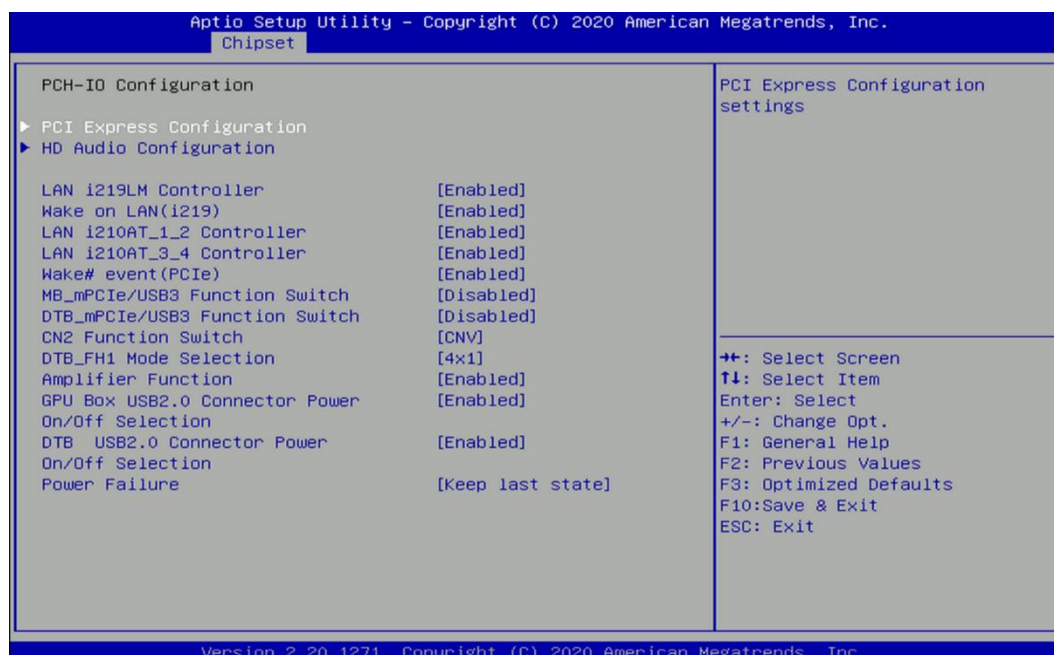 Aptio Setup Utility – Copyright (C) 2020 American Megatrends, Inc.
Chipset
PCH-IO Configuration
PCI Express Configuration
HD Audio Configuration
LAN i219LM Controller [Enabled]
Wake on LAN(i219) [Enabled]
LAN i210AT_1_2 Controller [Enabled]
LAN i210AT_3_4 Controller [Enabled]
Wake# event(PCIe) [Enabled]
MB_mPCIe/USB3 Function Switch [Disabled]
DTB_mPCIe/USB3 Function Switch [Disabled]
CN2 Function Switch [CNV]
DTB_FH1 Mode Selection [4x1]
Amplifier Function [Enabled]
GPU Box USB2.0 Connector Power [Enabled]
On/Off Selection
DTB  USB2.0 Connector Power [Enabled]
On/Off Selection
Power Failure [Keep last state]
PCI Express Configuration
settings
→←: Select Screen
↑↓: Select Item
Enter: Select
+/-: Change Opt.
F1: General Help
F2: Previous Values
F3: Optimized Defaults
F10:Save & Exit
ESC: Exit
Version 2.20.1271. Copyright (C) 2020 American Megatrends, Inc.